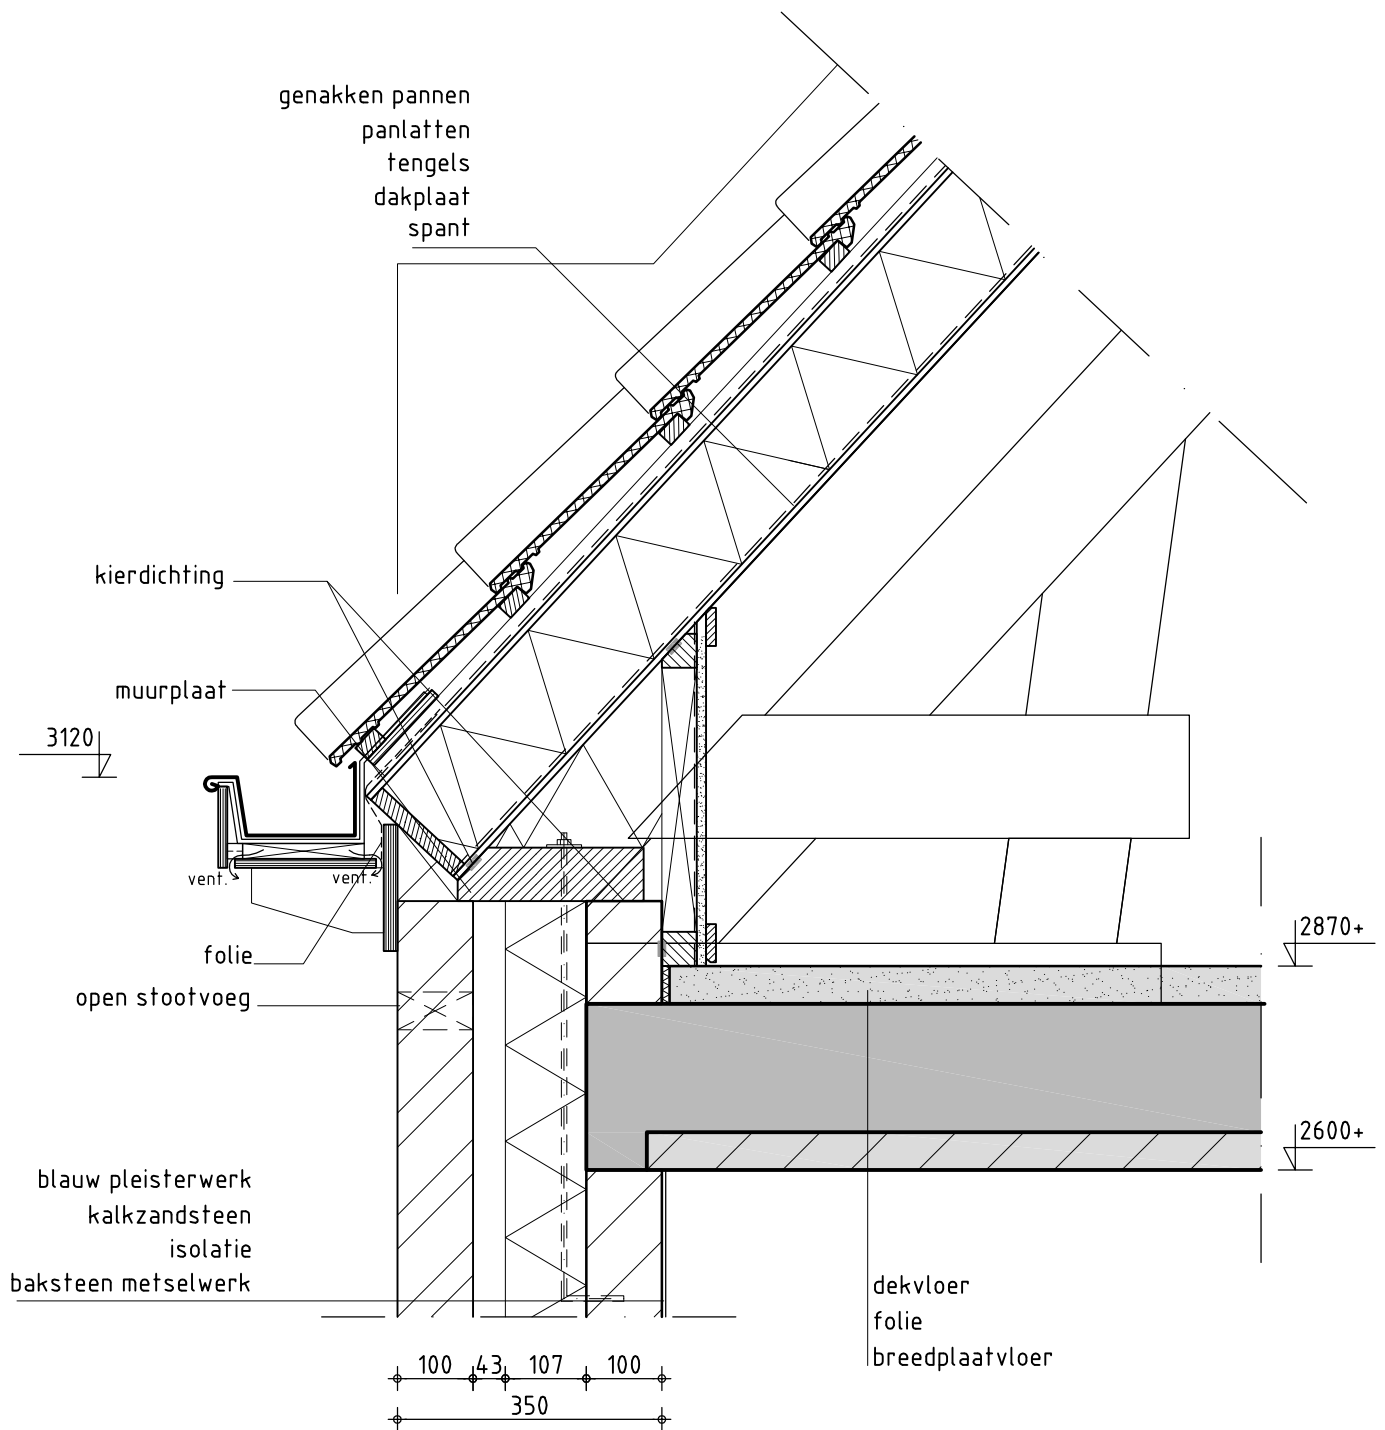 genakken pannen
panlatten
tengels
dakplaat
spant
kierdichting
muurplaat
3120
vent.
vent.
folie
open stootvoeg
2870+
2600+
blauw pleisterwerk
kalkzandsteen
isolatie
baksteen metselwerk
dekvloer
folie
breedplaatvloer
100 43 107 100
350